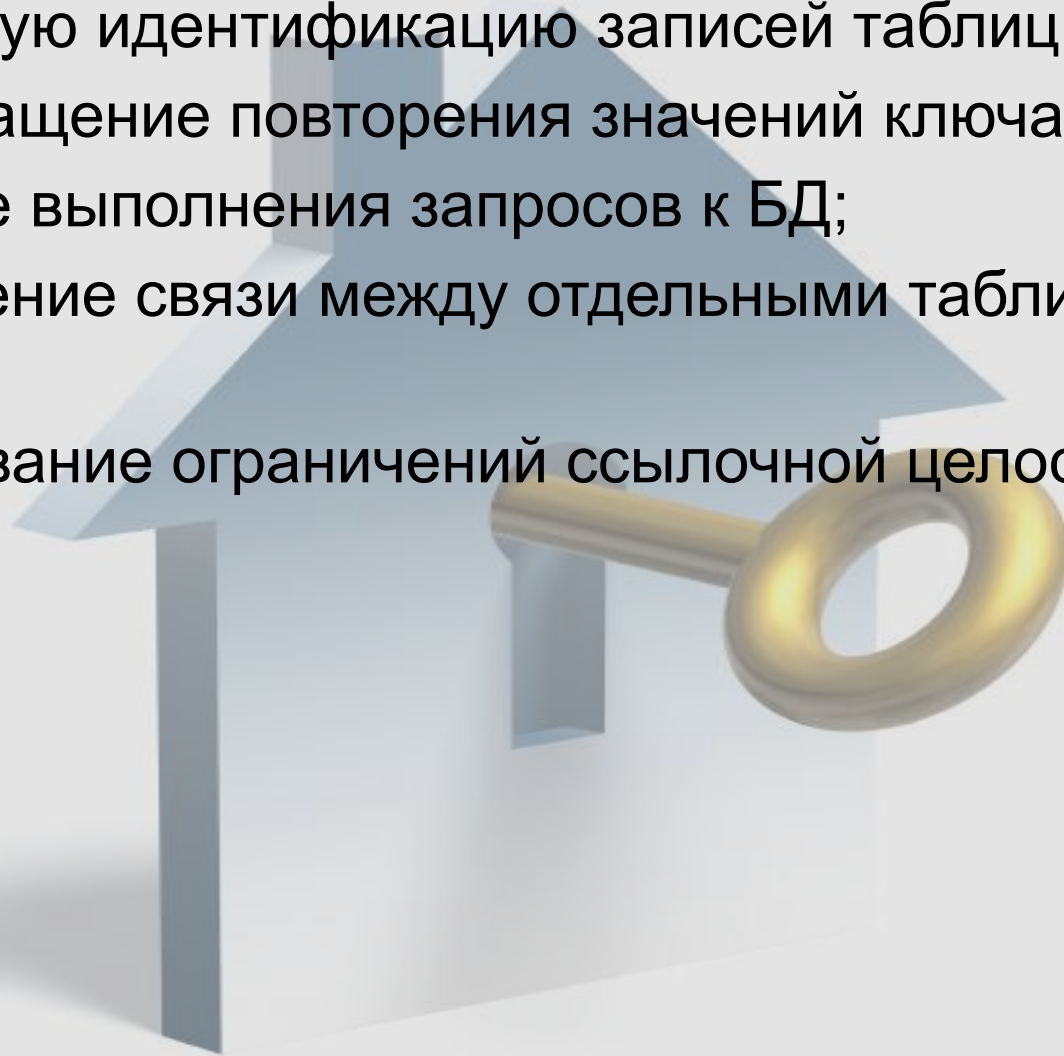 ую идентификацию записей таблиц
ащение повторения значений ключа
е выполнения запросов к БД;
ение связи между отдельными табли
вание ограничений ссылочной целос